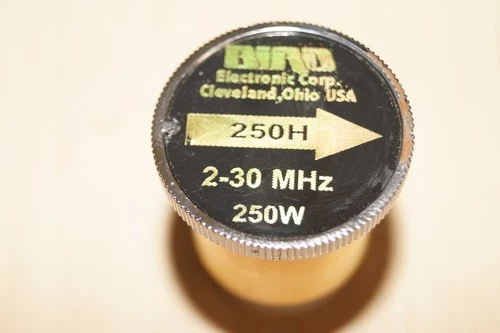 BIRD
Electronic Corp.
Cleveland,Ohio USA
250H
2-30 MHz
250W